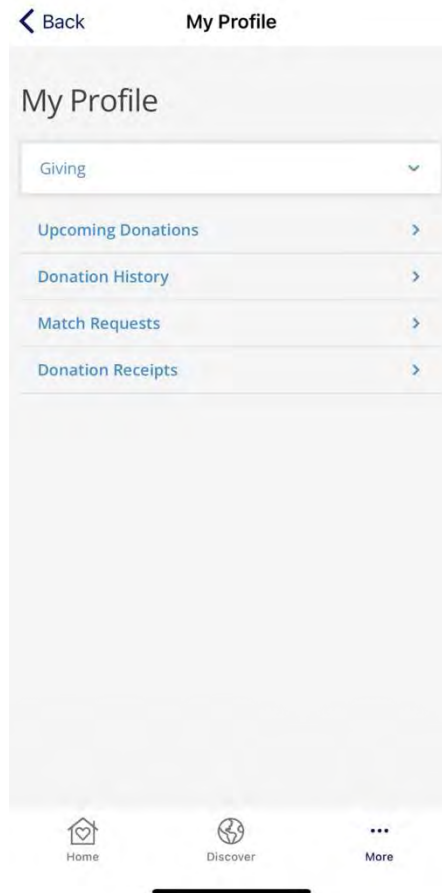 Back My Profile
My Profile
Giving
Upcoming Donations
Donation History
Match Requests
Donation Receipts
Home Discover More